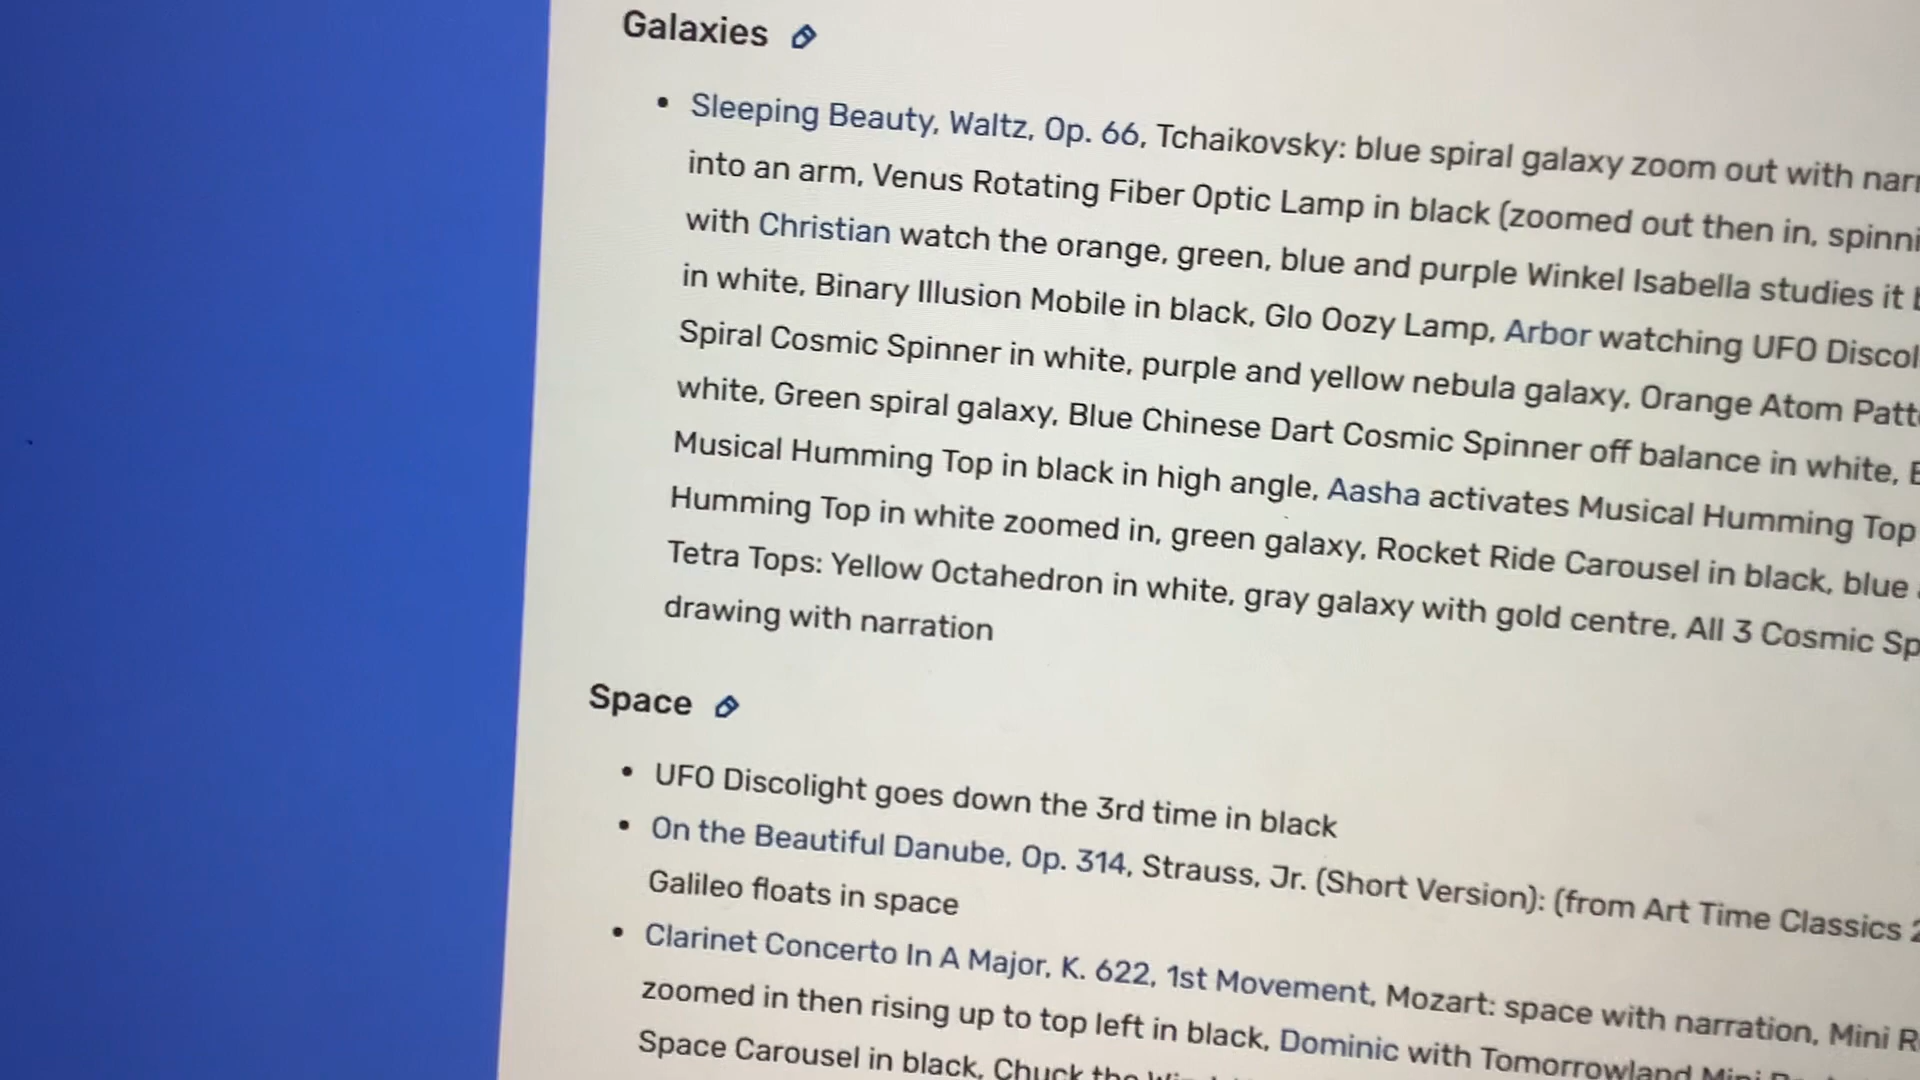 Galaxies
Sleeping Beauty, Waltz, Op. 66, Tchaikovsky: blue spiral galaxy zoom out with
into an arm, Venus Rotating Fiber Optic Lamp in black (zoomed out then in,
with Christian watch the orange, green, blue and purple Winkel Isabella studies it
in white, Binary Illusion Mobile in black, Glo Oozy Lamp, Arbor watching UFO
Spiral Cosmic Spinner in white, purple and yellow nebula galaxy, Orange Atom
white, Green spiral galaxy, Blue Chinese Dart Cosmic Spinner off balance in white,
Musical Humming Top in black in high angle, Aasha activates Musical Humming Top
Humming Top in white zoomed in, green galaxy, Rocket Ride Carousel in black, blue
Tetra Tops: Yellow Octahedron in white, gray galaxy with gold centre, All 3 Cosmic
drawing with narration
Space
UFO Discolight goes down the 3rd time in black
On the Beautiful Danube, Op. 314, Strauss, Jr. (Short Version): (from Art Time Classics
Galileo floats in space
Clarinet Concerto In A Major, K. 622, 1st Movement, Mozart: space with narration, Mini
zoomed in then rising up to top left in black, Dominic with Tomorrowland
Space Carousel in black, Chuck the